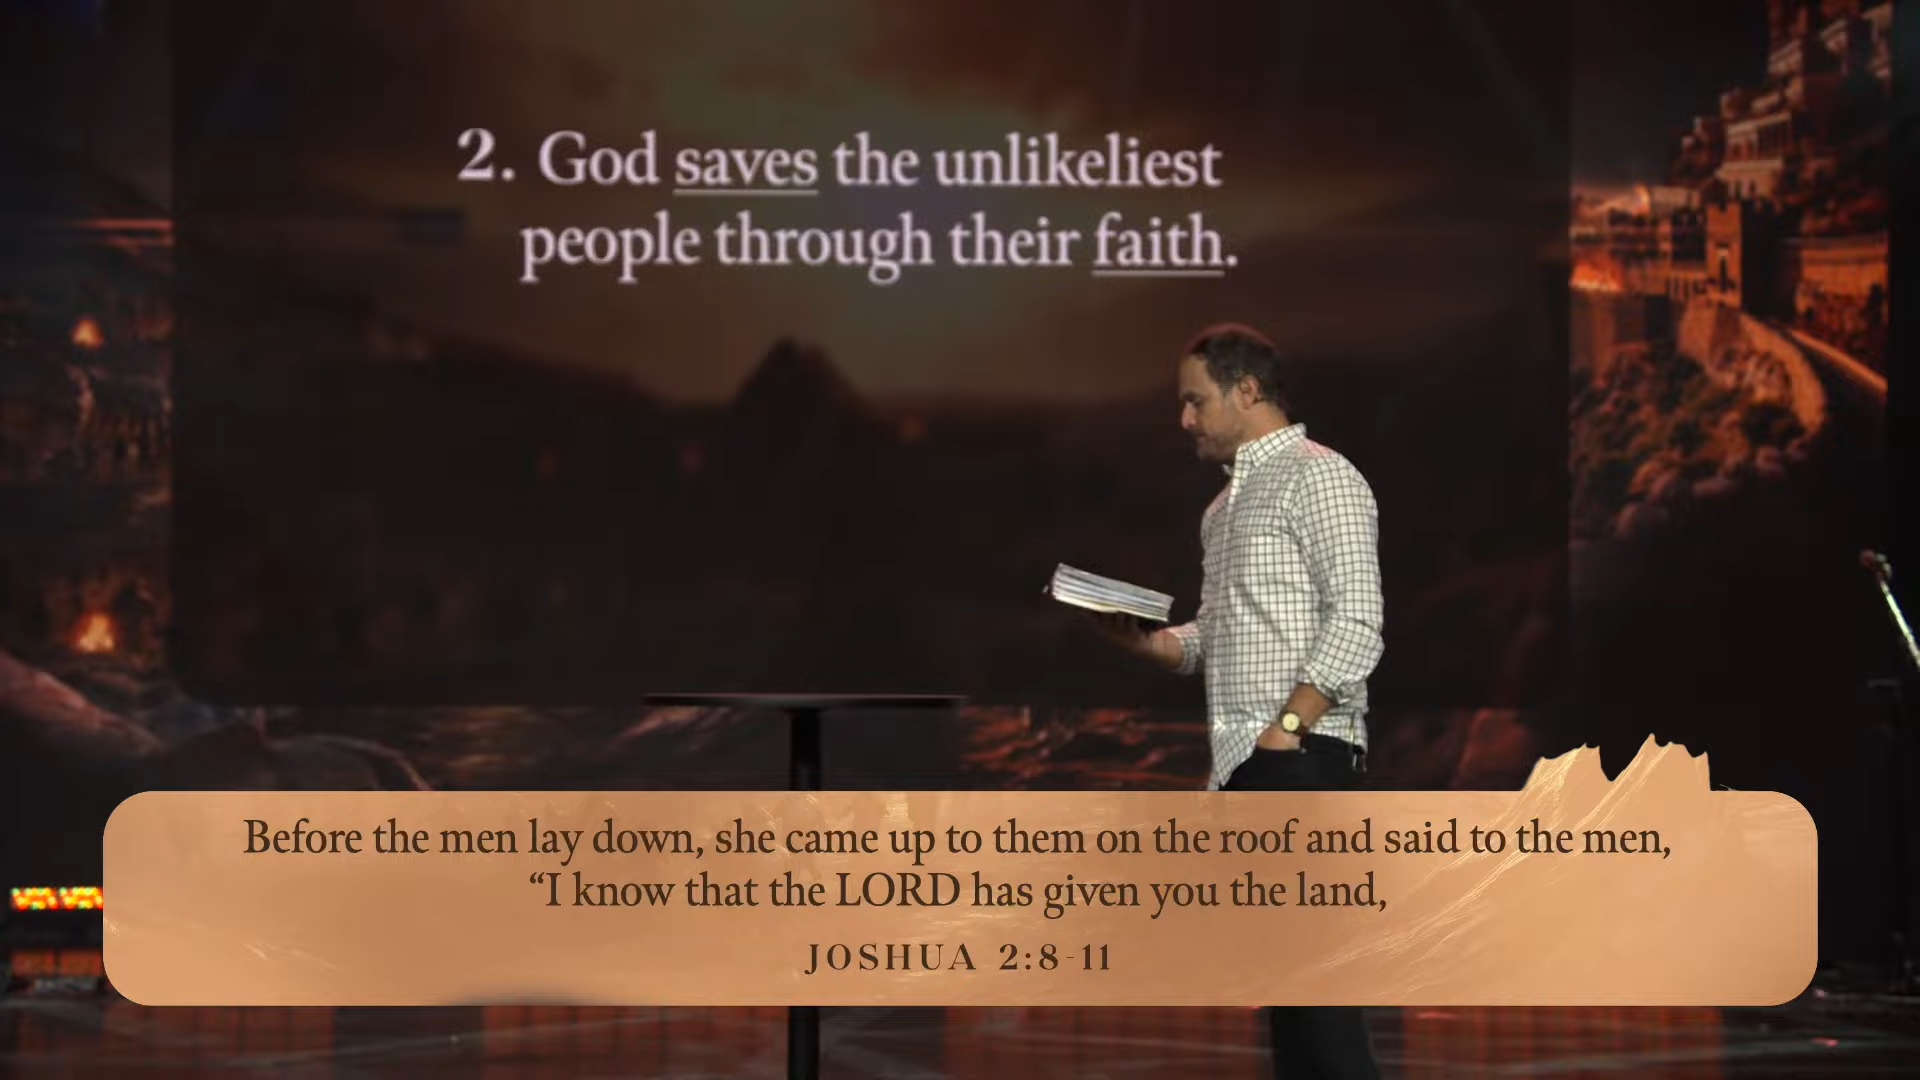 2. God saves the unlikeliest
people through their faith.
Before the men lay down, she came up to them on the roof and said to the men,
“I know that the LORD has given you the land,
JOSHUA 2:8-11